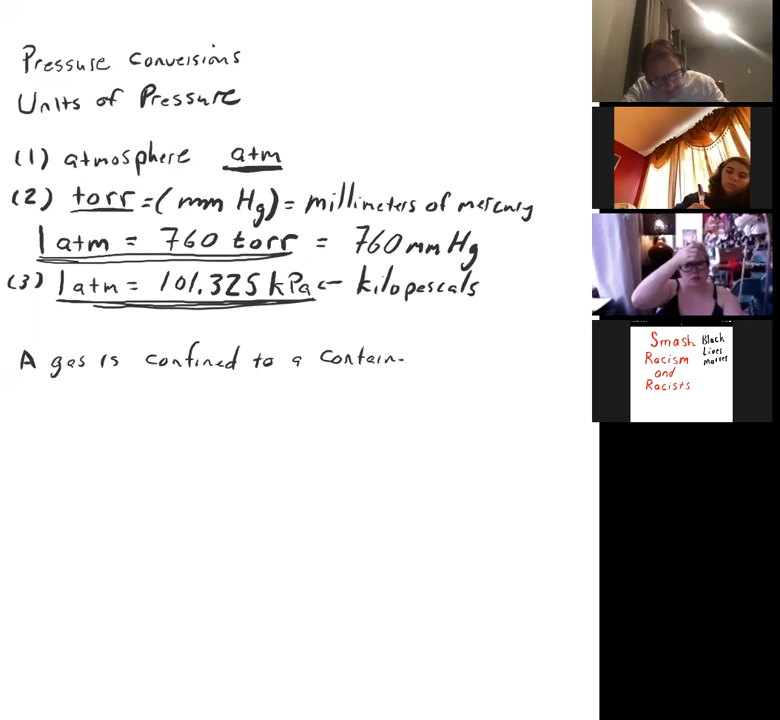 Pressure Conversions
Units of Pressure
(1) atmosphere atm
(2) torr = (mm Hg) = millimeters of mercury
1 atm = 760 torr = 760 mm Hg
(3) 1 atm = 101.325 kPa ← kilopascals
A gas is confined to a contain-
Smash
Racism
and
Racists
Black
Lives
Matter